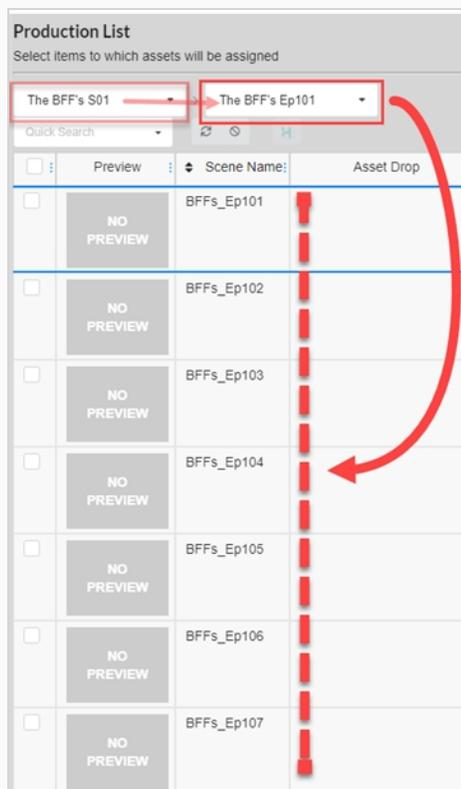 Production List
Select items to which assets will be assigned
The BFF's S01
The BFF's Ep101
Quick Search
Preview
Scene Name
Asset Drop
NO
PREVIEW
BFFs_Ep101
NO
PREVIEW
BFFs_Ep102
NO
PREVIEW
BFFs_Ep103
NO
PREVIEW
BFFs_Ep104
NO
PREVIEW
BFFs_Ep105
NO
PREVIEW
BFFs_Ep106
NO
PREVIEW
BFFs_Ep107